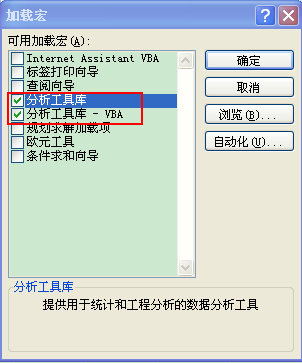 加载宏
可用加载宏(A):
Internet Assistant VBA
标签打印向导
查阅向导
分析工具库
分析工具库 - VBA
规划求解加载项
欧元工具
条件求和向导
确定
取消
浏览(B)...
自动化(U)...
分析工具库
提供用于统计和工程分析的数据分析工具